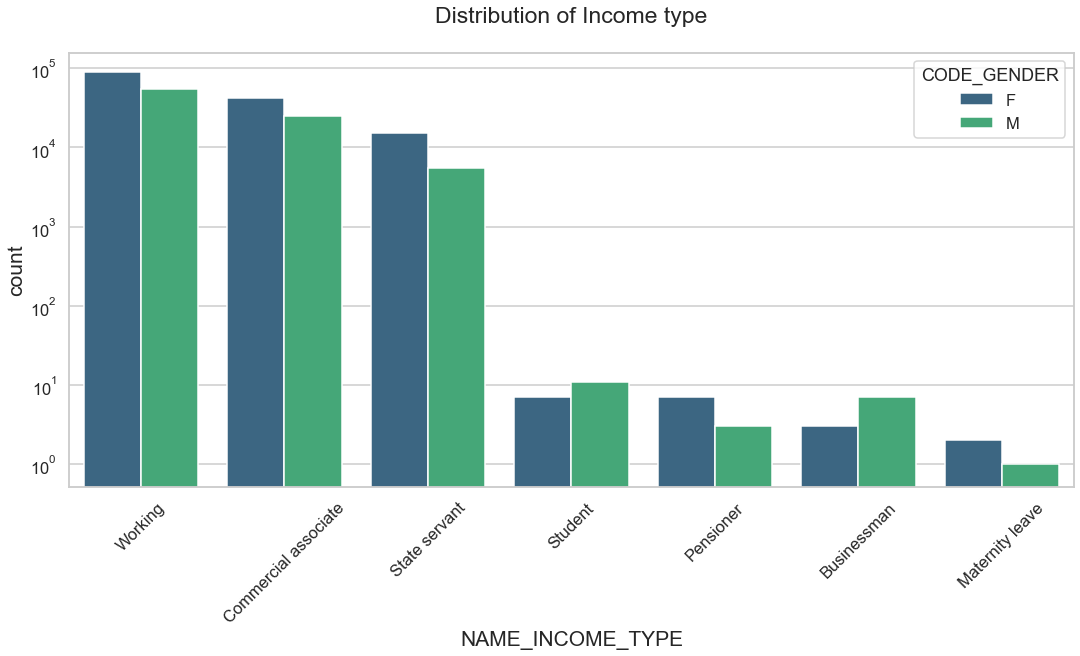 Distribution of Income type
CODE_GENDER
F
M
10⁵
10⁴
10³
10²
10¹
10⁰
count
Working
Commercial associate
State servant
Student
Pensioner
Businessman
Maternity leave
NAME_INCOME_TYPE